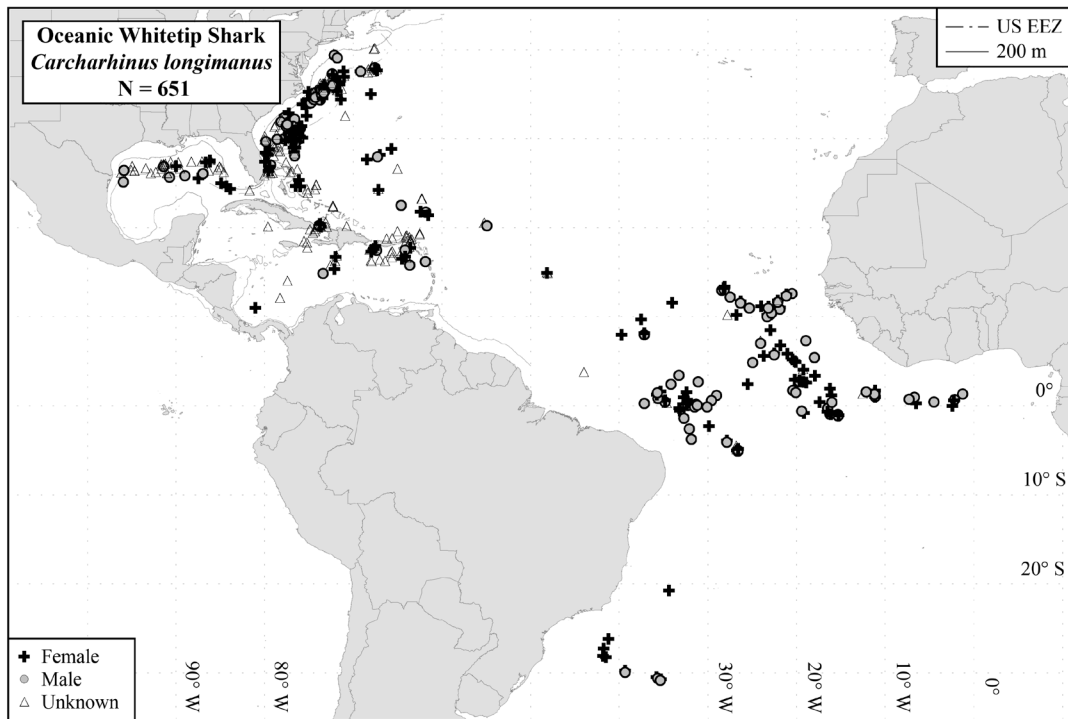 Oceanic Whitetip Shark
Carcharhinus longimanus
N = 651
US EEZ
200 m
0°
10° S
20° S
Female
Male
Unknown
90° W
80° W
30° W
20° W
10° W
0°